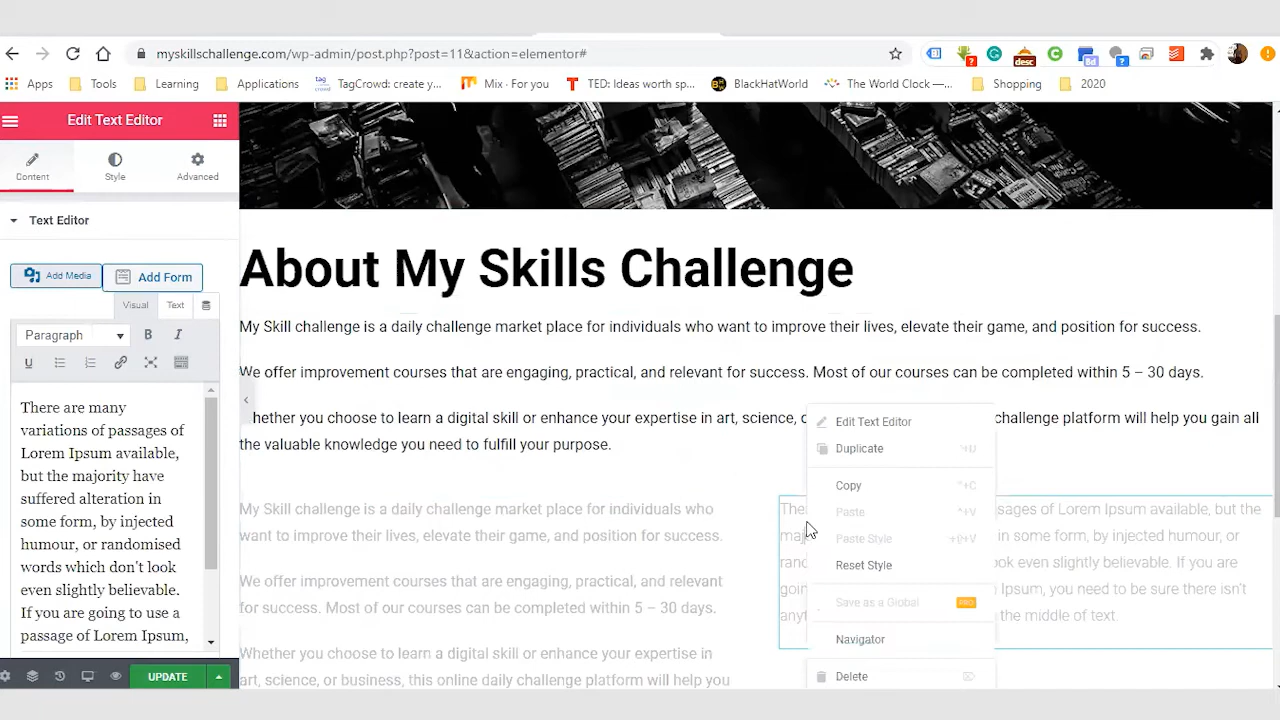 myskillschallenge.com/wp-admin/post.php?post=11&action=elementor#
desc
8d
?
?
Apps
Tools
Learning
Applications
TagCrowd: create y...
Mix · For you
TED: Ideas worth sp...
BlackHatWorld
The World Clock —...
Shopping
2020
Edit Text Editor
Content
Style
Advanced
Text Editor
Add Media
Add Form
Visual
Text
Paragraph
B
I
U
There are many
variations of passages of
Lorem Ipsum available,
but the majority have
suffered alteration in
some form, by injected
humour, or randomised
words which don't look
even slightly believable.
If you are going to use a
passage of Lorem Ipsum,
UPDATE
About My Skills Challenge
My Skill challenge is a daily challenge market place for individuals who want to improve their lives, elevate their game, and position for success.
We offer improvement courses that are engaging, practical, and relevant for success. Most of our courses can be completed within 5 – 30 days.
hether you choose to learn a digital skill or enhance your expertise in art, science, challenge platform will help you gain all
the valuable knowledge you need to fulfill your purpose.
My Skill challenge is a daily challenge market place for individuals who
want to improve their lives, elevate their game, and position for success.
We offer improvement courses that are engaging, practical, and relevant
for success. Most of our courses can be completed within 5 – 30 days.
Whether you choose to learn a digital skill or enhance your expertise in
art, science, or business, this online daily challenge platform will help you
ssages of Lorem Ipsum available, but the
in some form, by injected humour, or
ook even slightly believable. If you are
Ipsum, you need to be sure there isn't
the middle of text.
Edit Text Editor
Duplicate
Copy ^+C
Paste ^+V
Paste Style
Reset Style
Save as a Global PRO
Navigator
Delete